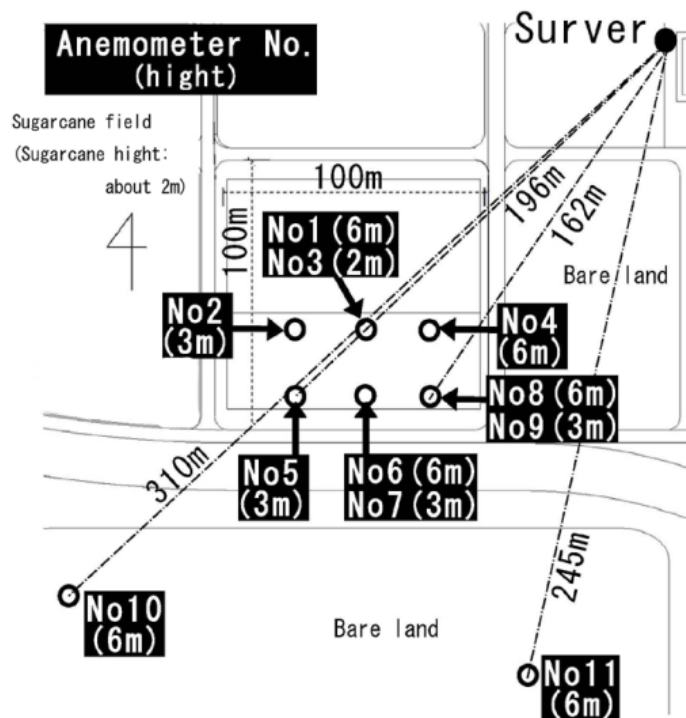 Anemometer No.
(hight)
Surver
Sugarcane field
(Sugarcane hight:
about 2m)
100m
100m
196m
162m
No1(6m)
No3(2m)
Bare land
No2
(3m)
No4
(6m)
No8(6m)
No9(3m)
310m
No5
(3m)
No6(6m)
No7(3m)
245m
No10
(6m)
Bare land
No11
(6m)